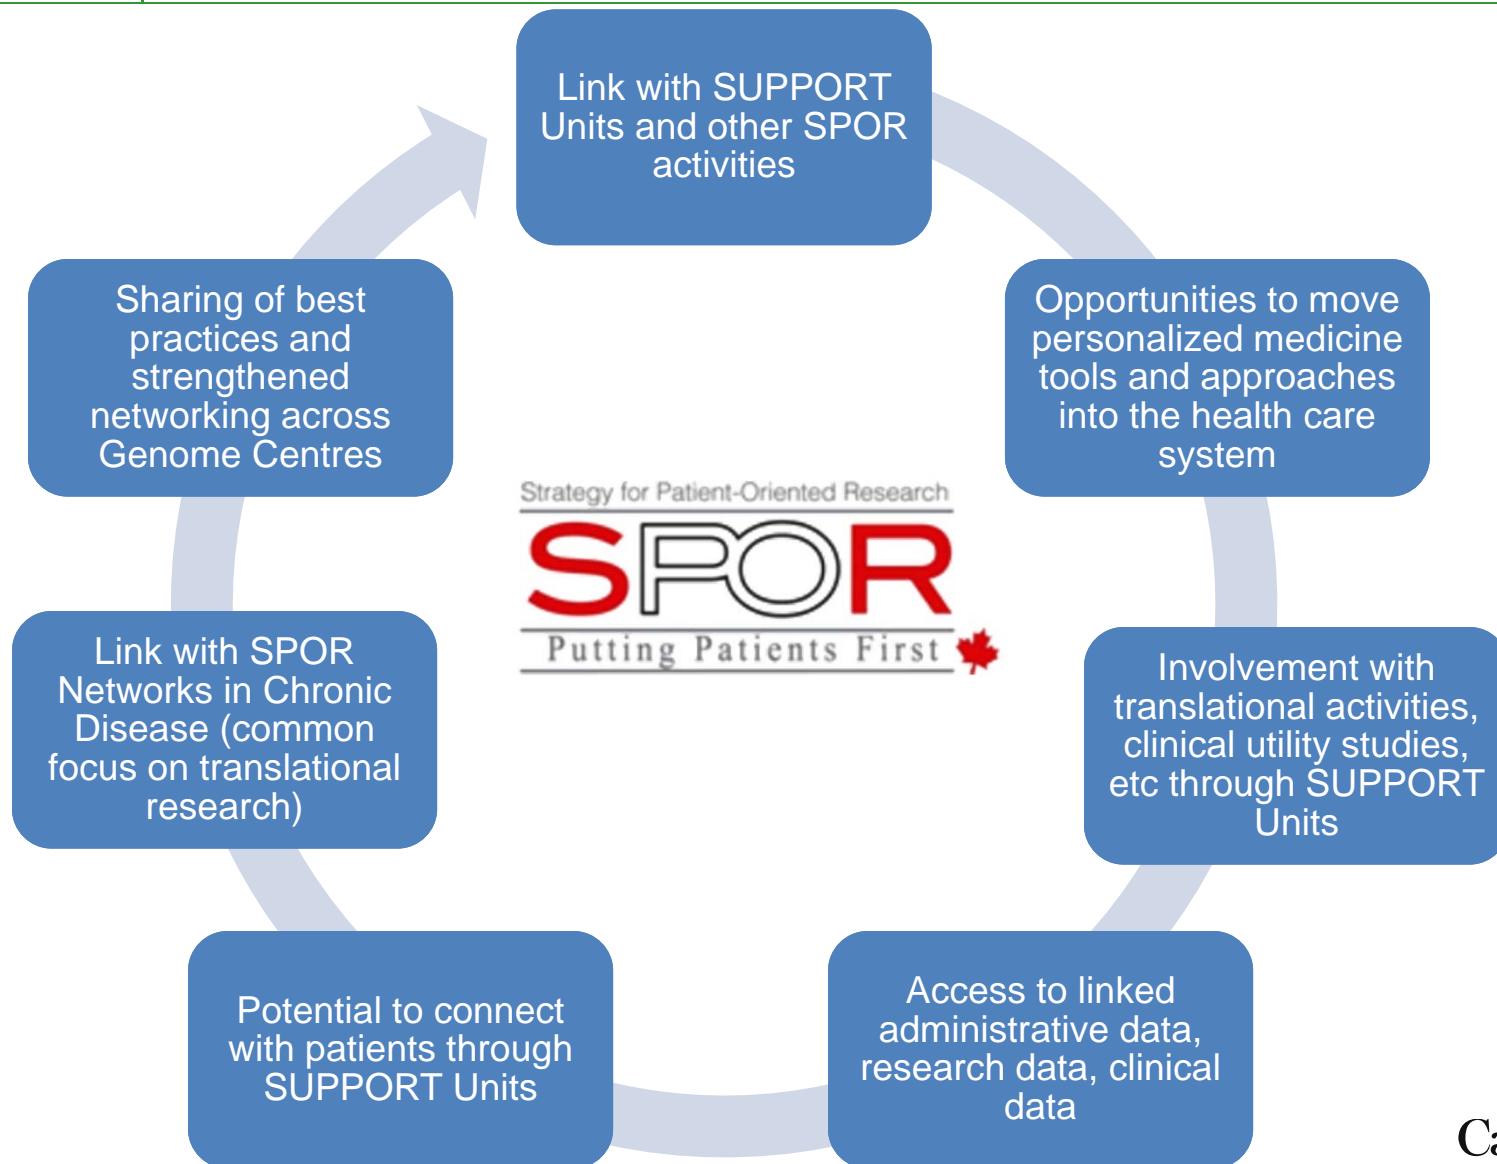 Link with SUPPORT
Units and other SPOR
activities
Opportunities to move
personalized medicine
tools and approaches
into the health care
system
Involvement with
translational activities,
clinical utility studies,
etc through SUPPORT
Units
Access to linked
administrative data,
research data, clinical
data
Potential to connect
with patients through
SUPPORT Units
Link with SPOR
Networks in Chronic
Disease (common
focus on translational
research)
Sharing of best
practices and
strengthened
networking across
Genome Centres
Strategy for Patient-Oriented Research
SPOR
Putting Patients First